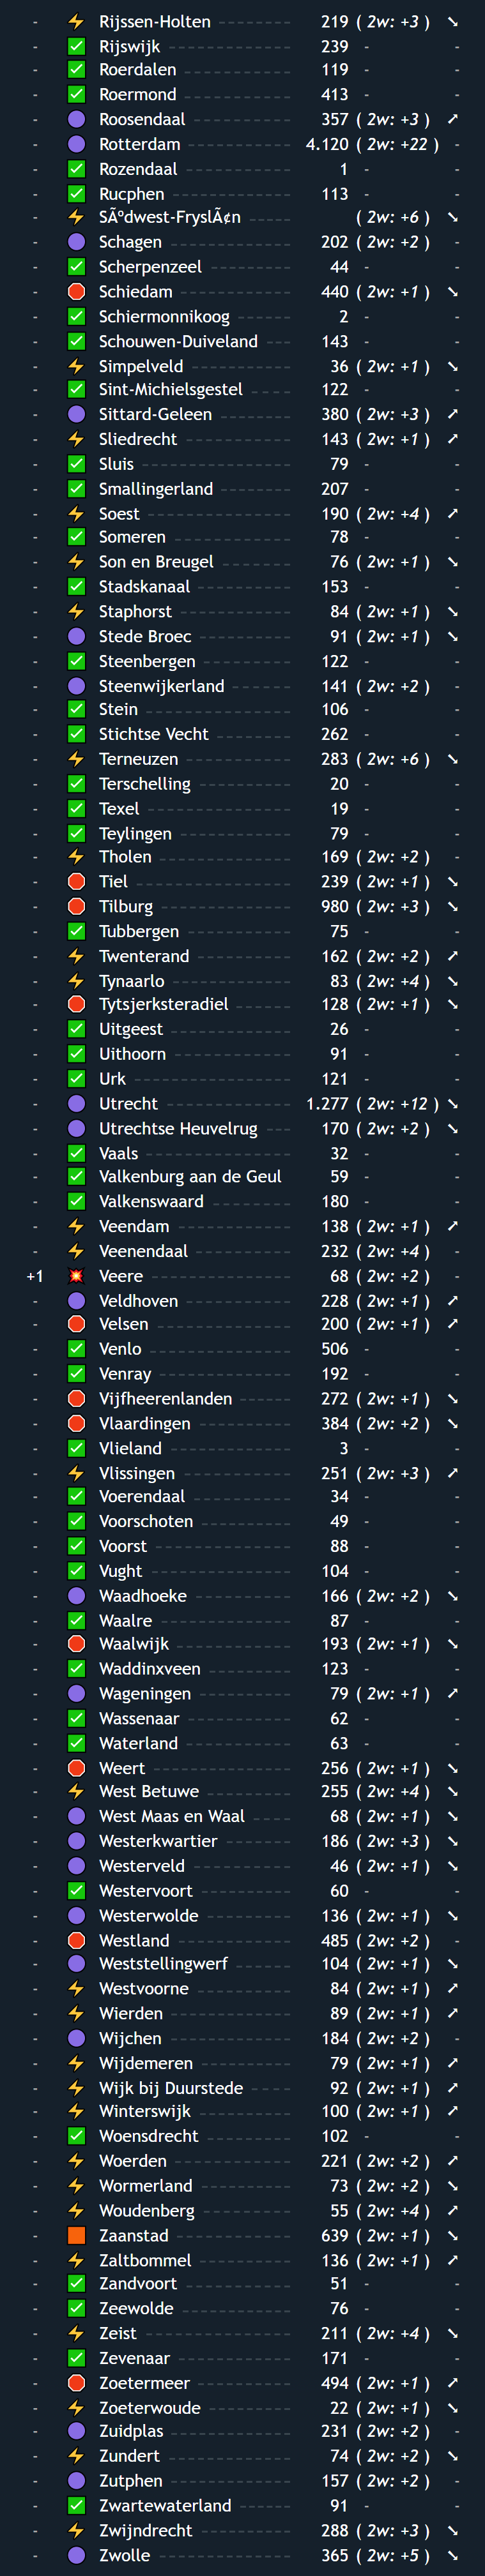 - Rijssen-Holten 219 ( 2w: +3 ) ➘
- Rijswijk 239 - -
- Roerdalen 119 - -
- Roermond 413 - -
- Roosendaal 357 ( 2w: +3 ) ➚
- Rotterdam 4.120 ( 2w: +22 ) -
- Rozendaal 1 - -
- Rucphen 113 - -
- SÃºdwest-FryslÃ¢n ( 2w: +6 ) ➘
- Schagen 202 ( 2w: +2 ) -
- Scherpenzeel 44 - -
- Schiedam 440 ( 2w: +1 ) ➘
- Schiermonnikoog 2 - -
- Schouwen-Duiveland 143 - -
- Simpelveld 36 ( 2w: +1 ) ➘
- Sint-Michielsgestel 122 - -
- Sittard-Geleen 380 ( 2w: +3 ) ➚
- Sliedrecht 143 ( 2w: +1 ) ➚
- Sluis 79 - -
- Smallingerland 207 - -
- Soest 190 ( 2w: +4 ) ➚
- Someren 78 - -
- Son en Breugel 76 ( 2w: +1 ) ➘
- Stadskanaal 153 - -
- Staphorst 84 ( 2w: +1 ) ➘
- Stede Broec 91 ( 2w: +1 ) ➘
- Steenbergen 122 - -
- Steenwijkerland 141 ( 2w: +2 ) -
- Stein 106 - -
- Stichtse Vecht 262 - -
- Terneuzen 283 ( 2w: +6 ) ➘
- Terschelling 20 - -
- Texel 19 - -
- Teylingen 79 - -
- Tholen 169 ( 2w: +2 ) -
- Tiel 239 ( 2w: +1 ) ➘
- Tilburg 980 ( 2w: +3 ) ➘
- Tubbergen 75 - -
- Twenterand 162 ( 2w: +2 ) ➚
- Tynaarlo 83 ( 2w: +4 ) ➘
- Tytsjerksteradiel 128 ( 2w: +1 ) ➘
- Uitgeest 26 - -
- Uithoorn 91 - -
- Urk 121 - -
- Utrecht 1.277 ( 2w: +12 ) ➘
- Utrechtse Heuvelrug 170 ( 2w: +2 ) ➘
- Vaals 32 - -
- Valkenburg aan de Geul 59 - -
- Valkenswaard 180 - -
- Veendam 138 ( 2w: +1 ) ➚
- Veenendaal 232 ( 2w: +4 ) -
+1 Veere 68 ( 2w: +2 ) -
- Veldhoven 228 ( 2w: +1 ) ➚
- Velsen 200 ( 2w: +1 ) ➚
- Venlo 506 - -
- Venray 192 - -
- Vijfheerenlanden 272 ( 2w: +1 ) ➘
- Vlaardingen 384 ( 2w: +2 ) ➘
- Vlieland 3 - -
- Vlissingen 251 ( 2w: +3 ) ➚
- Voerendaal 34 - -
- Voorschoten 49 - -
- Voorst 88 - -
- Vught 104 - -
- Waadhoeke 166 ( 2w: +2 ) ➘
- Waalre 87 - -
- Waalwijk 193 ( 2w: +1 ) ➘
- Waddinxveen 123 - -
- Wageningen 79 ( 2w: +1 ) ➚
- Wassenaar 62 - -
- Waterland 63 - -
- Weert 256 ( 2w: +1 ) ➘
- West Betuwe 255 ( 2w: +4 ) ➘
- West Maas en Waal 68 ( 2w: +1 ) ➘
- Westerkwartier 186 ( 2w: +3 ) ➘
- Westerveld 46 ( 2w: +1 ) ➘
- Westervoort 60 - -
- Westerwolde 136 ( 2w: +1 ) ➘
- Westland 485 ( 2w: +2 ) -
- Weststellingwerf 104 ( 2w: +1 ) ➘
- Westvoorne 84 ( 2w: +1 ) ➚
- Wierden 89 ( 2w: +1 ) ➚
- Wijchen 184 ( 2w: +2 ) -
- Wijdemeren 79 ( 2w: +1 ) ➚
- Wijk bij Duurstede 92 ( 2w: +1 ) ➚
- Winterswijk 100 ( 2w: +1 ) ➚
- Woensdrecht 102 - -
- Woerden 221 ( 2w: +2 ) ➚
- Wormerland 73 ( 2w: +2 ) ➘
- Woudenberg 55 ( 2w: +4 ) ➚
- Zaanstad 639 ( 2w: +1 ) ➘
- Zaltbommel 136 ( 2w: +1 ) ➚
- Zandvoort 51 - -
- Zeewolde 76 - -
- Zeist 211 ( 2w: +4 ) ➘
- Zevenaar 171 - -
- Zoetermeer 494 ( 2w: +1 ) ➚
- Zoeterwoude 22 ( 2w: +1 ) ➘
- Zuidplas 231 ( 2w: +2 ) -
- Zundert 74 ( 2w: +2 ) ➘
- Zutphen 157 ( 2w: +2 ) -
- Zwartewaterland 91 - -
- Zwijndrecht 288 ( 2w: +3 ) ➘
- Zwolle 365 ( 2w: +5 ) ➘